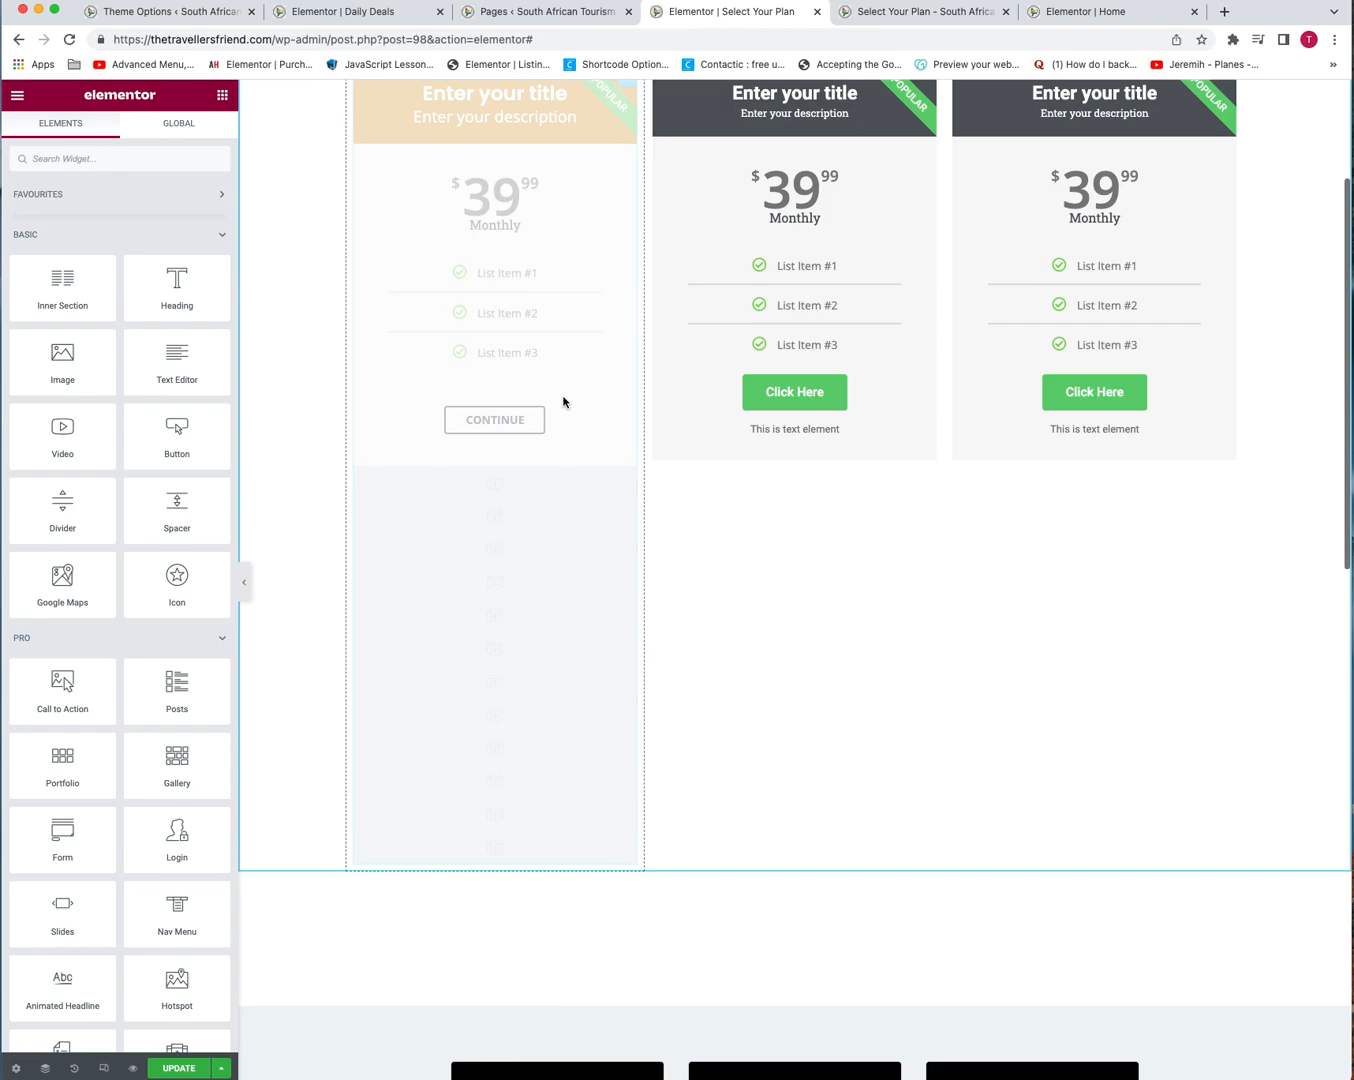 Theme Options ‹ South African
Elementor | Daily Deals
Pages ‹ South African Tourism
Elementor | Select Your Plan
Select Your Plan - South Africa
Elementor | Home
https://thetravellersfriend.com/wp-admin/post.php?post=98&action=elementor#
T
Apps
Advanced Menu,...
AH Elementor | Purch...
JavaScript Lesson...
Elementor | Listin...
Shortcode Option...
Contactic : free u...
Accepting the Go...
Preview your web...
(1) How do I back...
Jeremih - Planes -...
elementor
ELEMENTS
GLOBAL
Search Widget...
FAVOURITES
BASIC
Inner Section
Heading
Image
Text Editor
Video
Button
Divider
Spacer
Google Maps
Icon
PRO
Call to Action
Posts
Portfolio
Gallery
Form
Login
Slides
Nav Menu
Abc
Animated Headline
Hotspot
UPDATE
Enter your title
Enter your description
POPULAR
$39.99
Monthly
List Item #1
List Item #2
List Item #3
CONTINUE
Enter your title
Enter your description
POPULAR
$39.99
Monthly
List Item #1
List Item #2
List Item #3
Click Here
This is text element
Enter your title
Enter your description
POPULAR
$39.99
Monthly
List Item #1
List Item #2
List Item #3
Click Here
This is text element